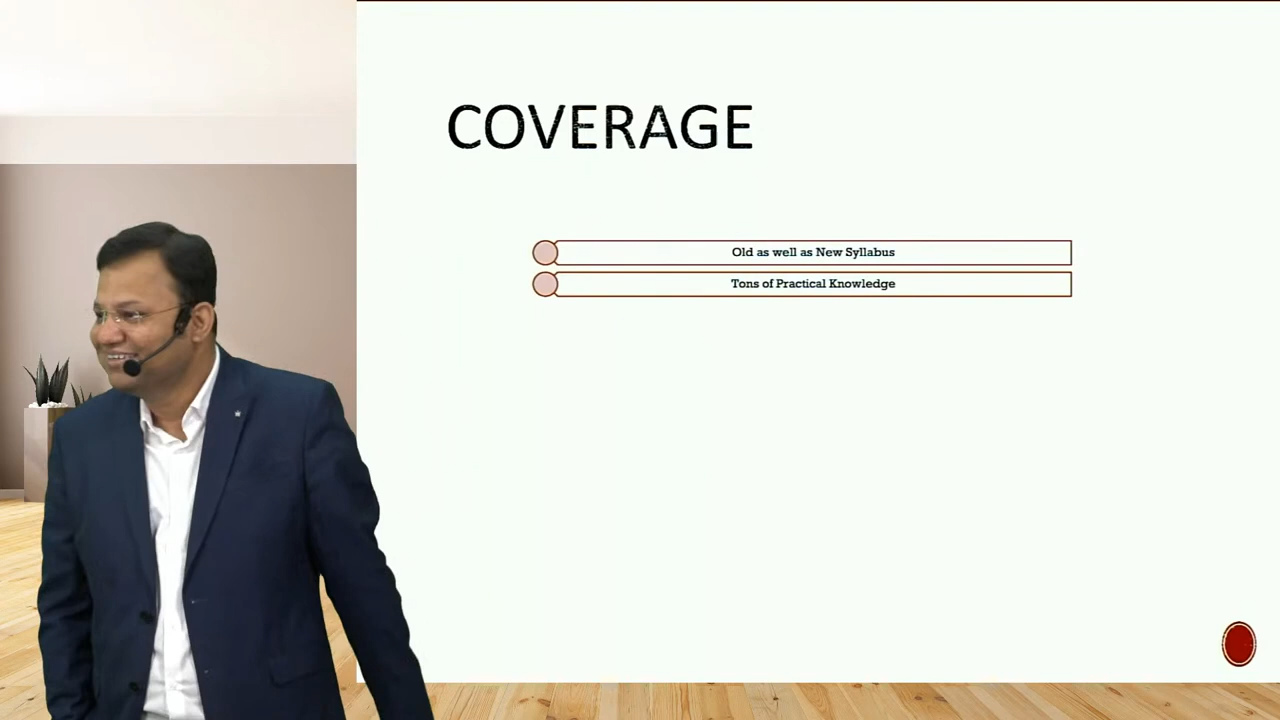 COVERAGE
Old as well as New Syllabus
Tons of Practical Knowledge